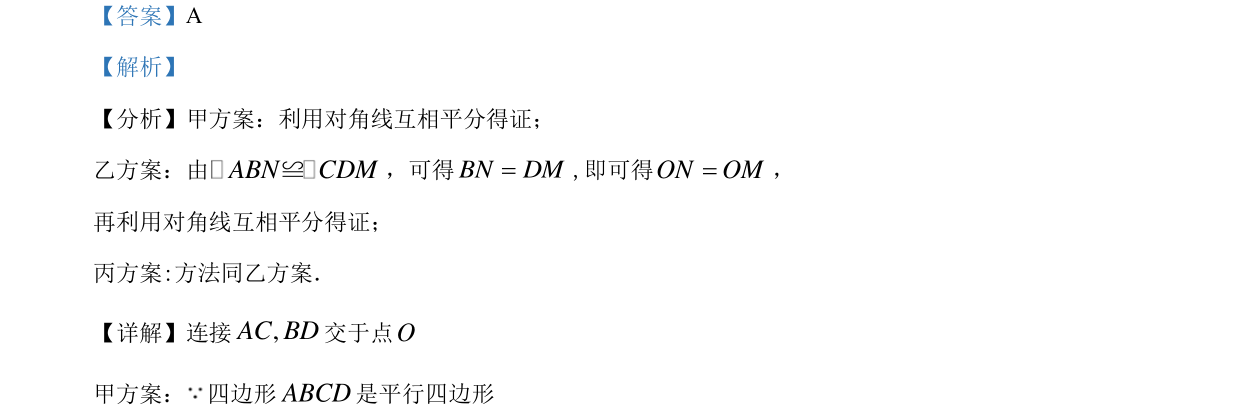 【答案】A
【解析】
【分析】甲方案：利用对角线互相平分得证；
乙方案：由□ABN≌□CDM，可得BN = DM ,即可得ON = OM，
再利用对角线互相平分得证；
丙方案:方法同乙方案．
【详解】连接AC,BD交于点O
甲方案：∵四边形ABCD是平行四边形